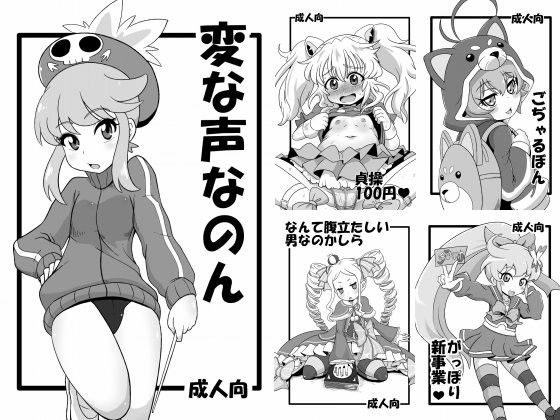 変な声なのん
成人向
成人向
貞操
100円♥
成人向
ごぢゃるぽん
なんて腹立たしい
男なのかしら
成人向
成人向
がっぽり
新事業♥